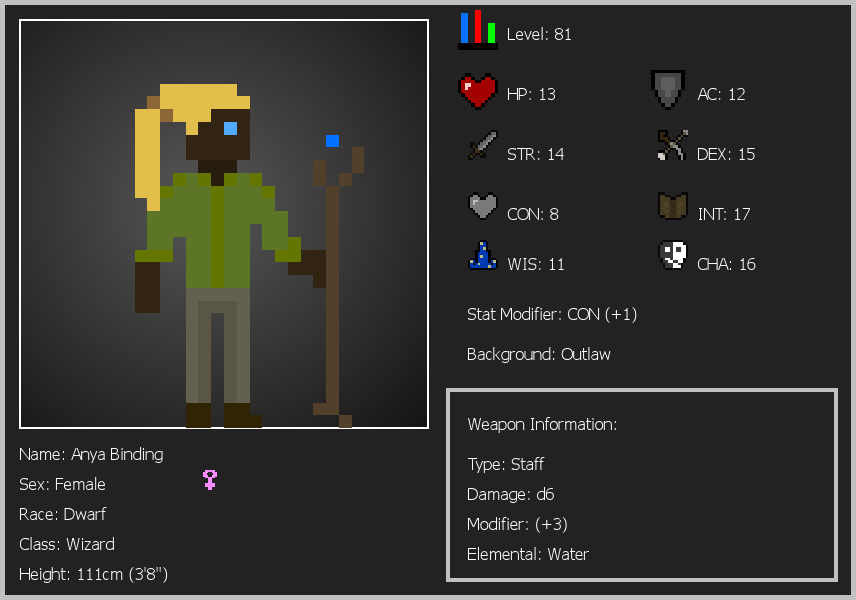 Level: 81
HP: 13
AC: 12
STR: 14
DEX: 15
CON: 8
INT: 17
WIS: 11
CHA: 16
Stat Modifier: CON (+1)
Background: Outlaw
Weapon Information:
Type: Staff
Damage: d6
Modifier: (+3)
Elemental: Water
Name: Anya Binding
Sex: Female
Race: Dwarf
Class: Wizard
Height: 111cm (3'8")